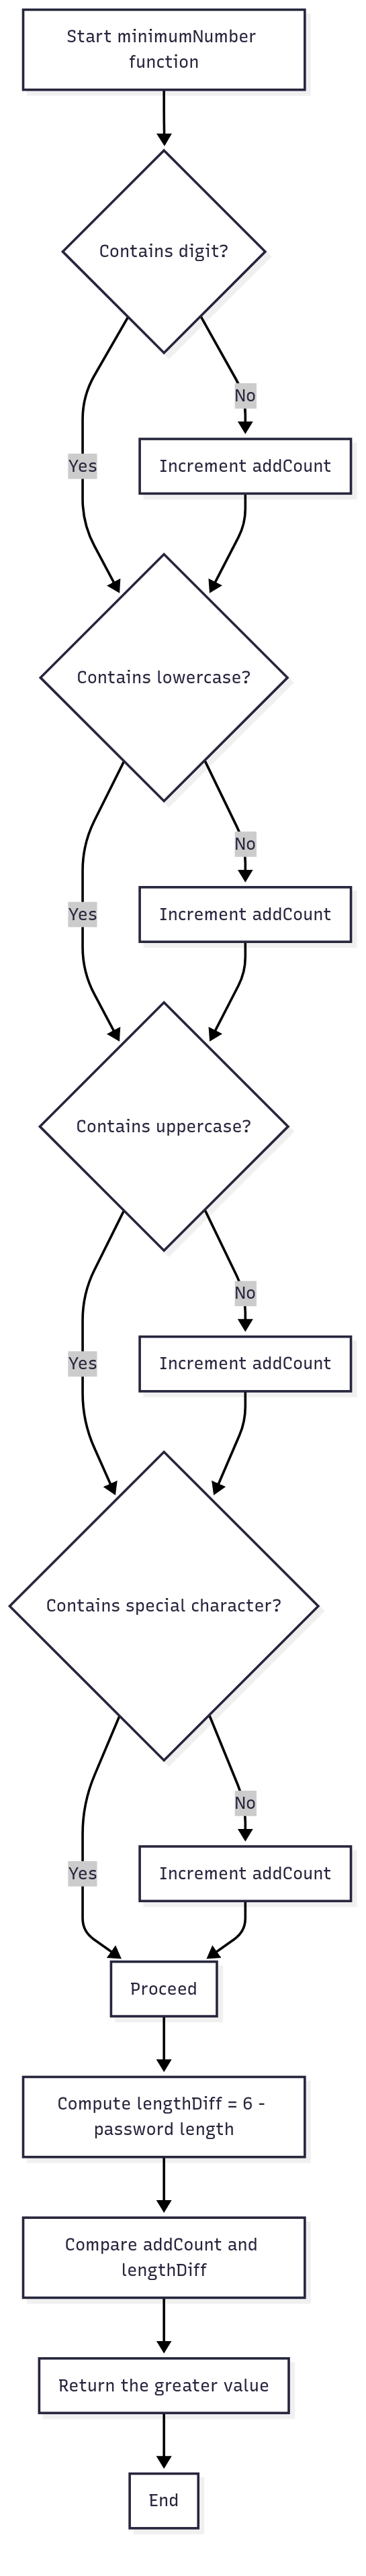 Start minimumNumber
function
Contains digit?
No
Yes
Increment addCount
Contains lowercase?
No
Yes
Increment addCount
Contains uppercase?
No
Yes
Increment addCount
Contains special character?
No
Yes
Increment addCount
Proceed
Compute lengthDiff = 6 -
password length
Compare addCount and
lengthDiff
Return the greater value
End